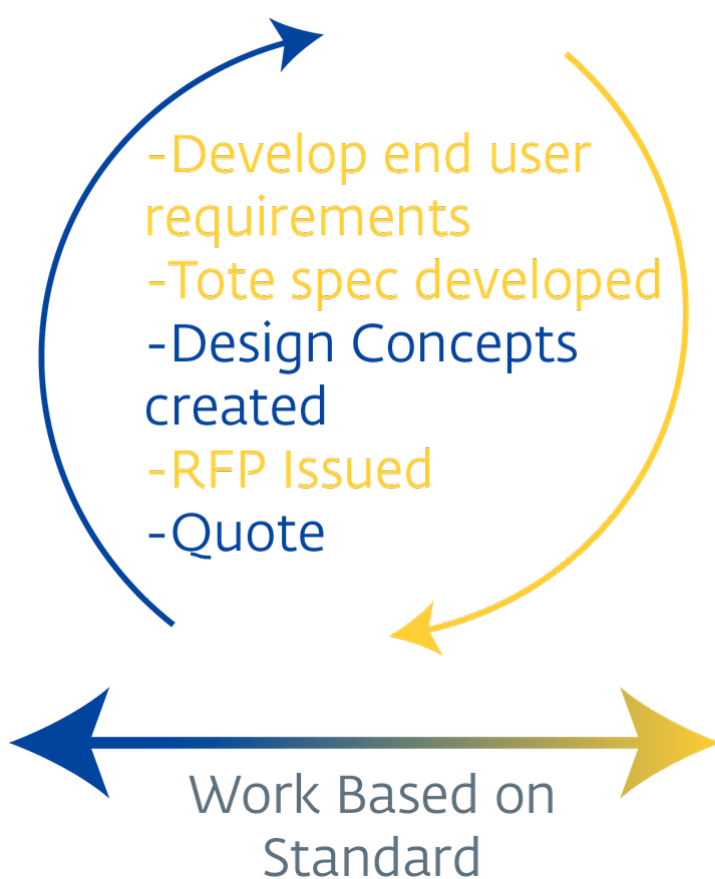 -Develop end user
requirements
-Tote spec developed
-Design Concepts
created
-RFP Issued
-Quote
Work Based on
Standard